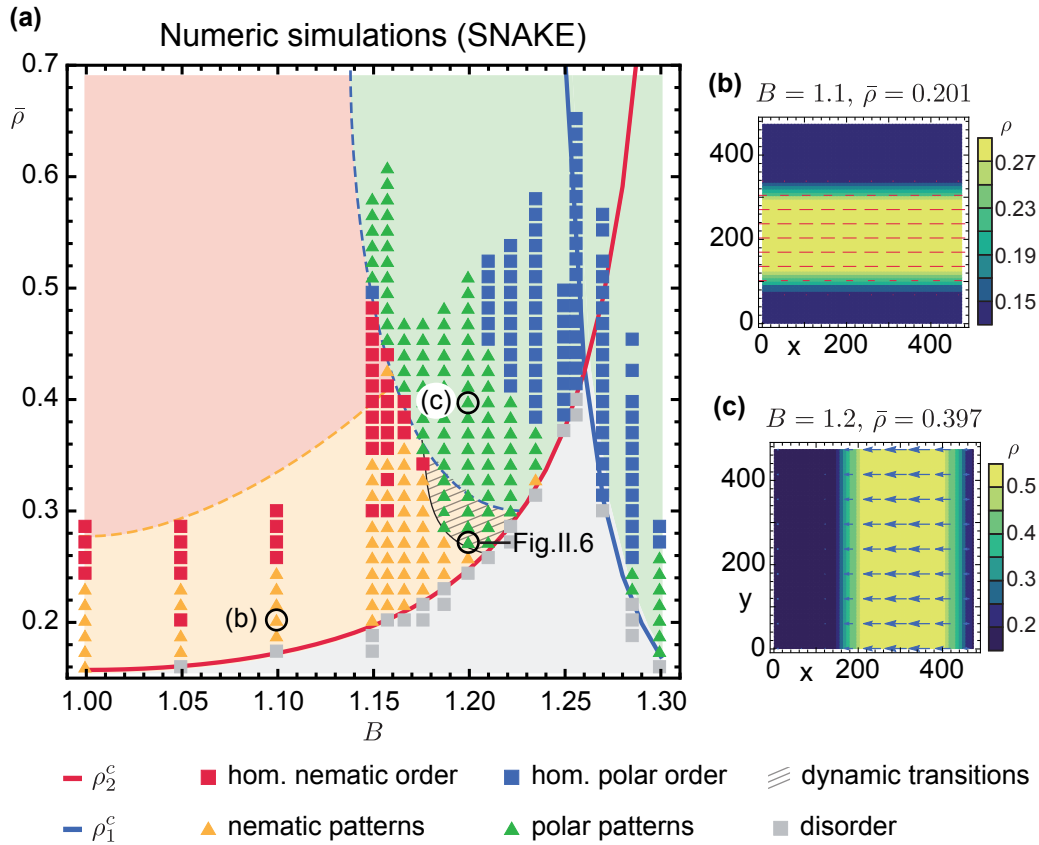 (a)
Numeric simulations (SNAKE)
0.7
ρ̄
0.6
0.5
0.4
0.3
0.2
1.00 1.05 1.10 1.15 1.20 1.25 1.30
B
(c)
Fig.II.6
(b)
(b)
B = 1.1, ρ̄ = 0.201
400
200
0
0 200 400
x
ρ
0.27
0.23
0.19
0.15
(c)
B = 1.2, ρ̄ = 0.397
400
200
y
0
0 200 400
x
ρ
0.5
0.4
0.3
0.2
ρ₂ᶜ hom. nematic order hom. polar order dynamic transitions
ρ₁ᶜ nematic patterns polar patterns disorder